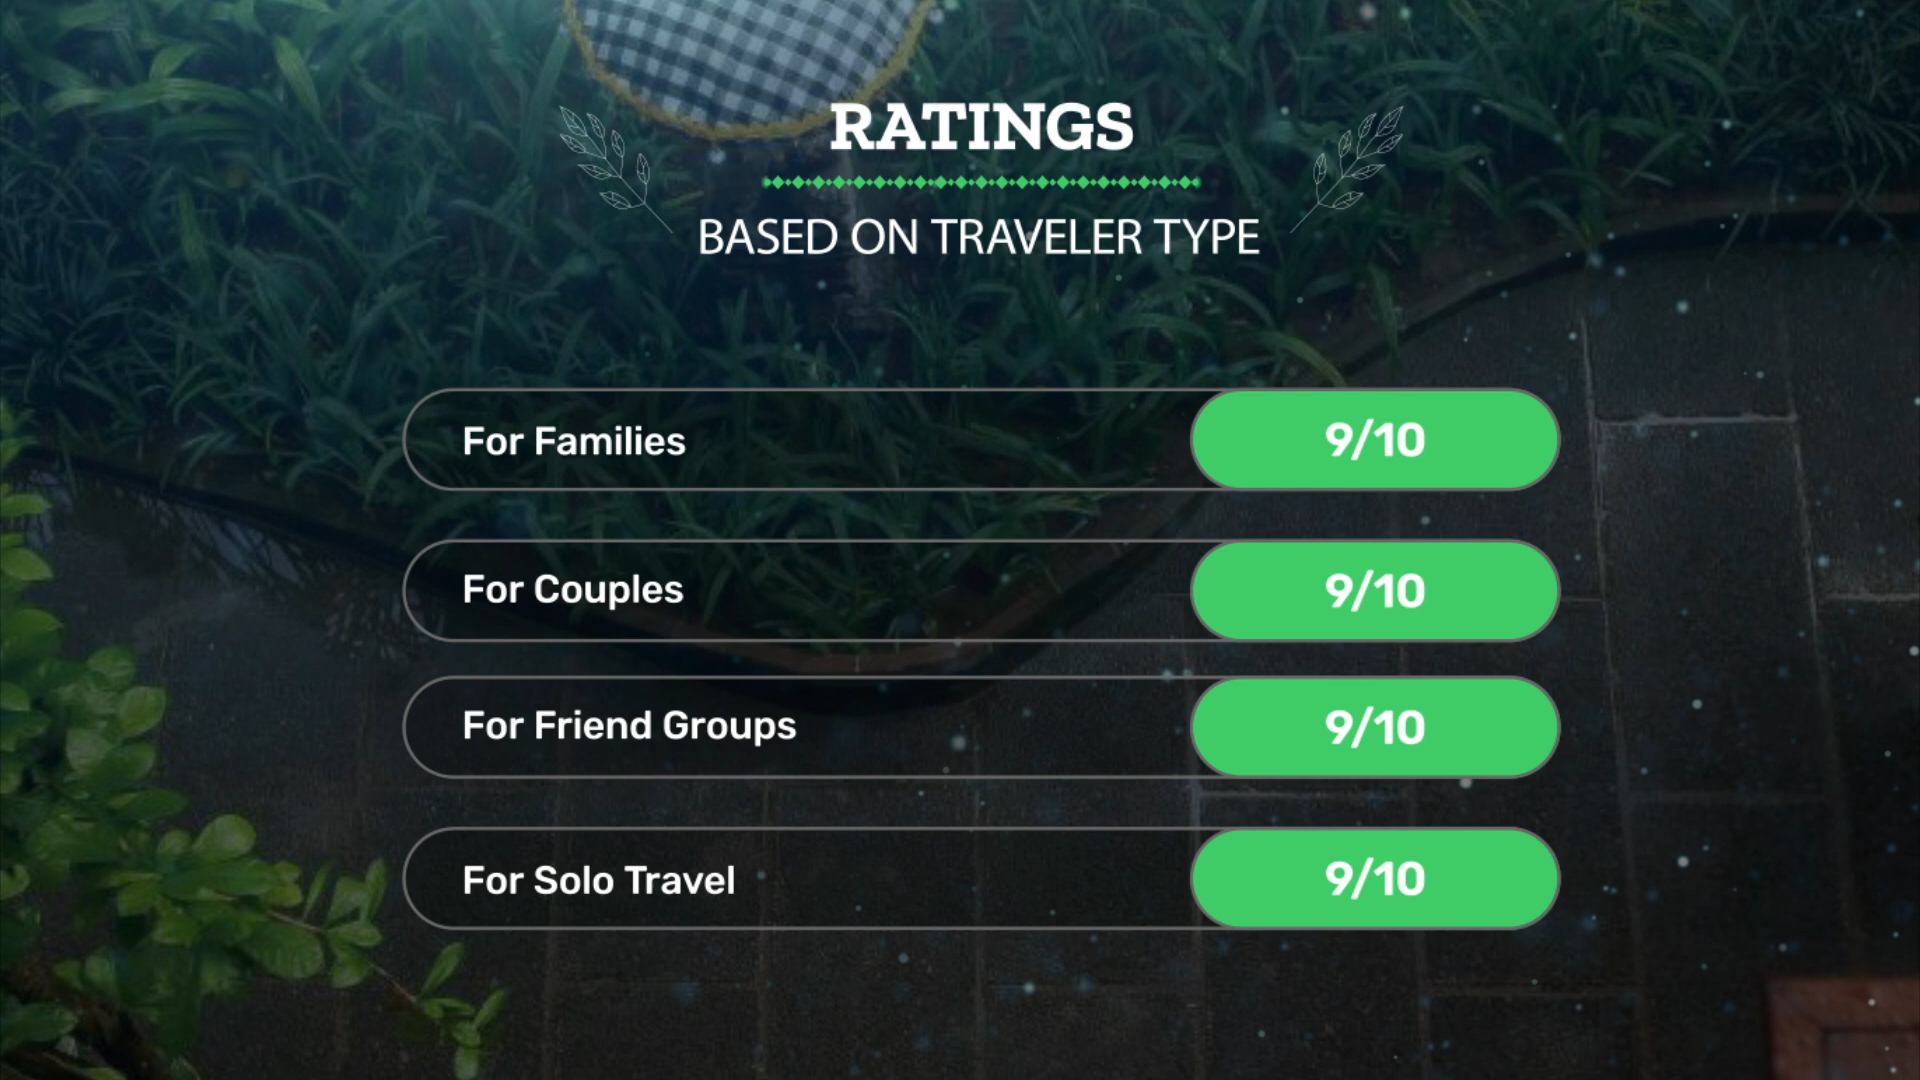 RATINGS
BASED ON TRAVELER TYPE
For Families 9/10
For Couples 9/10
For Friend Groups 9/10
For Solo Travel 9/10